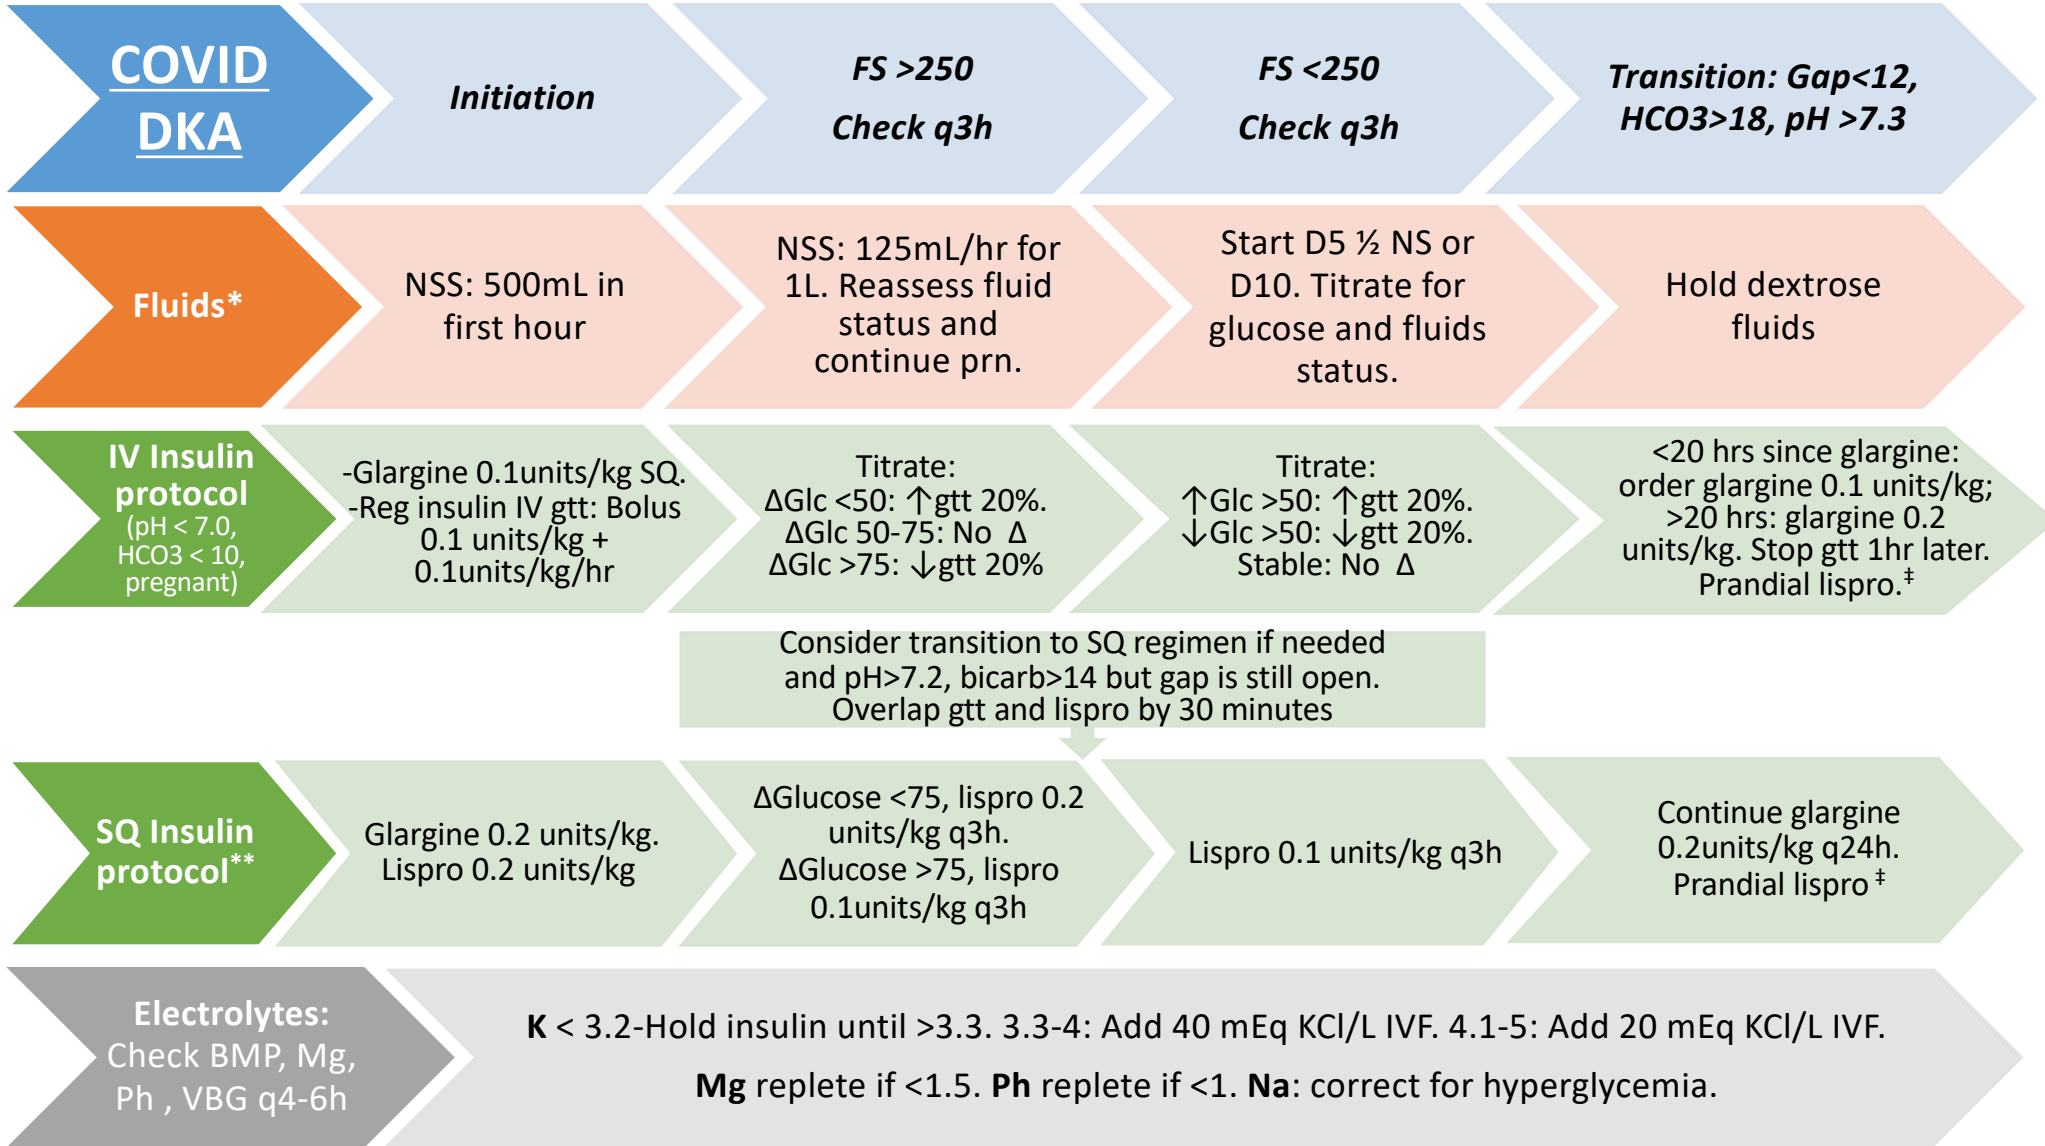 COVID
DKA
Initiation
FS >250
Check q3h
FS <250
Check q3h
Transition: Gap<12,
HCO3>18, pH >7.3
Fluids*
NSS: 500mL in
first hour
NSS: 125mL/hr for
1L. Reassess fluid
status and
continue prn.
Start D5 ½ NS or
D10. Titrate for
glucose and fluids
status.
Hold dextrose
fluids
IV Insulin
protocol
(pH < 7.0,
HCO3 < 10,
pregnant)
-Glargine 0.1units/kg SQ.
-Reg insulin IV gtt: Bolus
0.1 units/kg +
0.1units/kg/hr
Titrate:
ΔGlc <50: ↑gtt 20%.
ΔGlc 50-75: No Δ
ΔGlc >75: ↓gtt 20%
Titrate:
↑Glc >50: ↑gtt 20%.
↓Glc >50: ↓gtt 20%.
Stable: No Δ
<20 hrs since glargine:
order glargine 0.1 units/kg;
>20 hrs: glargine 0.2
units/kg. Stop gtt 1hr later.
Prandial lispro.‡
Consider transition to SQ regimen if needed
and pH>7.2, bicarb>14 but gap is still open.
Overlap gtt and lispro by 30 minutes
SQ Insulin
protocol**
Glargine 0.2 units/kg.
Lispro 0.2 units/kg
ΔGlucose <75, lispro 0.2
units/kg q3h.
ΔGlucose >75, lispro
0.1units/kg q3h
Lispro 0.1 units/kg q3h
Continue glargine
0.2units/kg q24h.
Prandial lispro ‡
Electrolytes:
Check BMP, Mg,
Ph , VBG q4-6h
K < 3.2-Hold insulin until >3.3. 3.3-4: Add 40 mEq KCl/L IVF. 4.1-5: Add 20 mEq KCl/L IVF.
Mg replete if <1.5. Ph replete if <1. Na: correct for hyperglycemia.